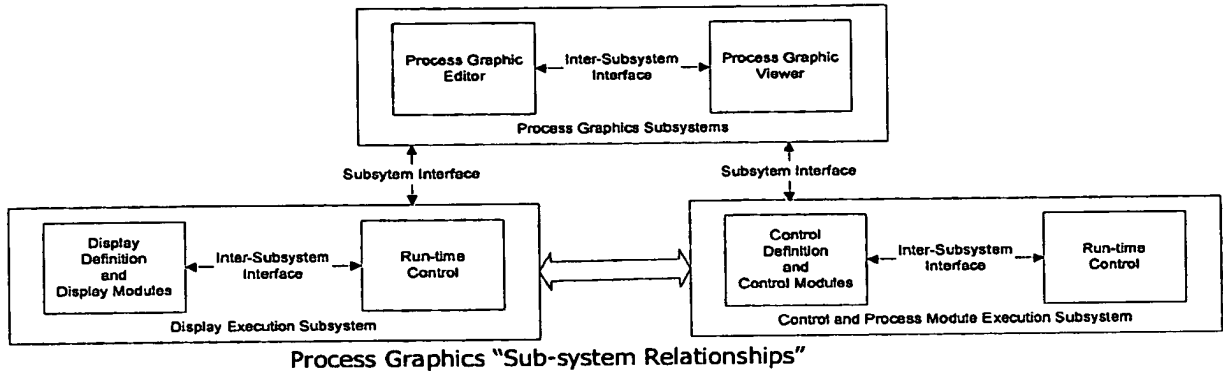 Process Graphic
Editor
Inter-Subsystem
Interface
Process Graphic
Viewer
Process Graphics Subsystems
Subsytem Interface
Subsytem Interface
Display
Definition
and
Display Modules
Inter-Subsystem
Interface
Run-time
Control
Display Execution Subsystem
Control
Definition
and
Control Modules
Inter-Subsystem
Interface
Run-time
Control
Control and Process Module Execution Subsystem
Process Graphics “Sub-system Relationships”